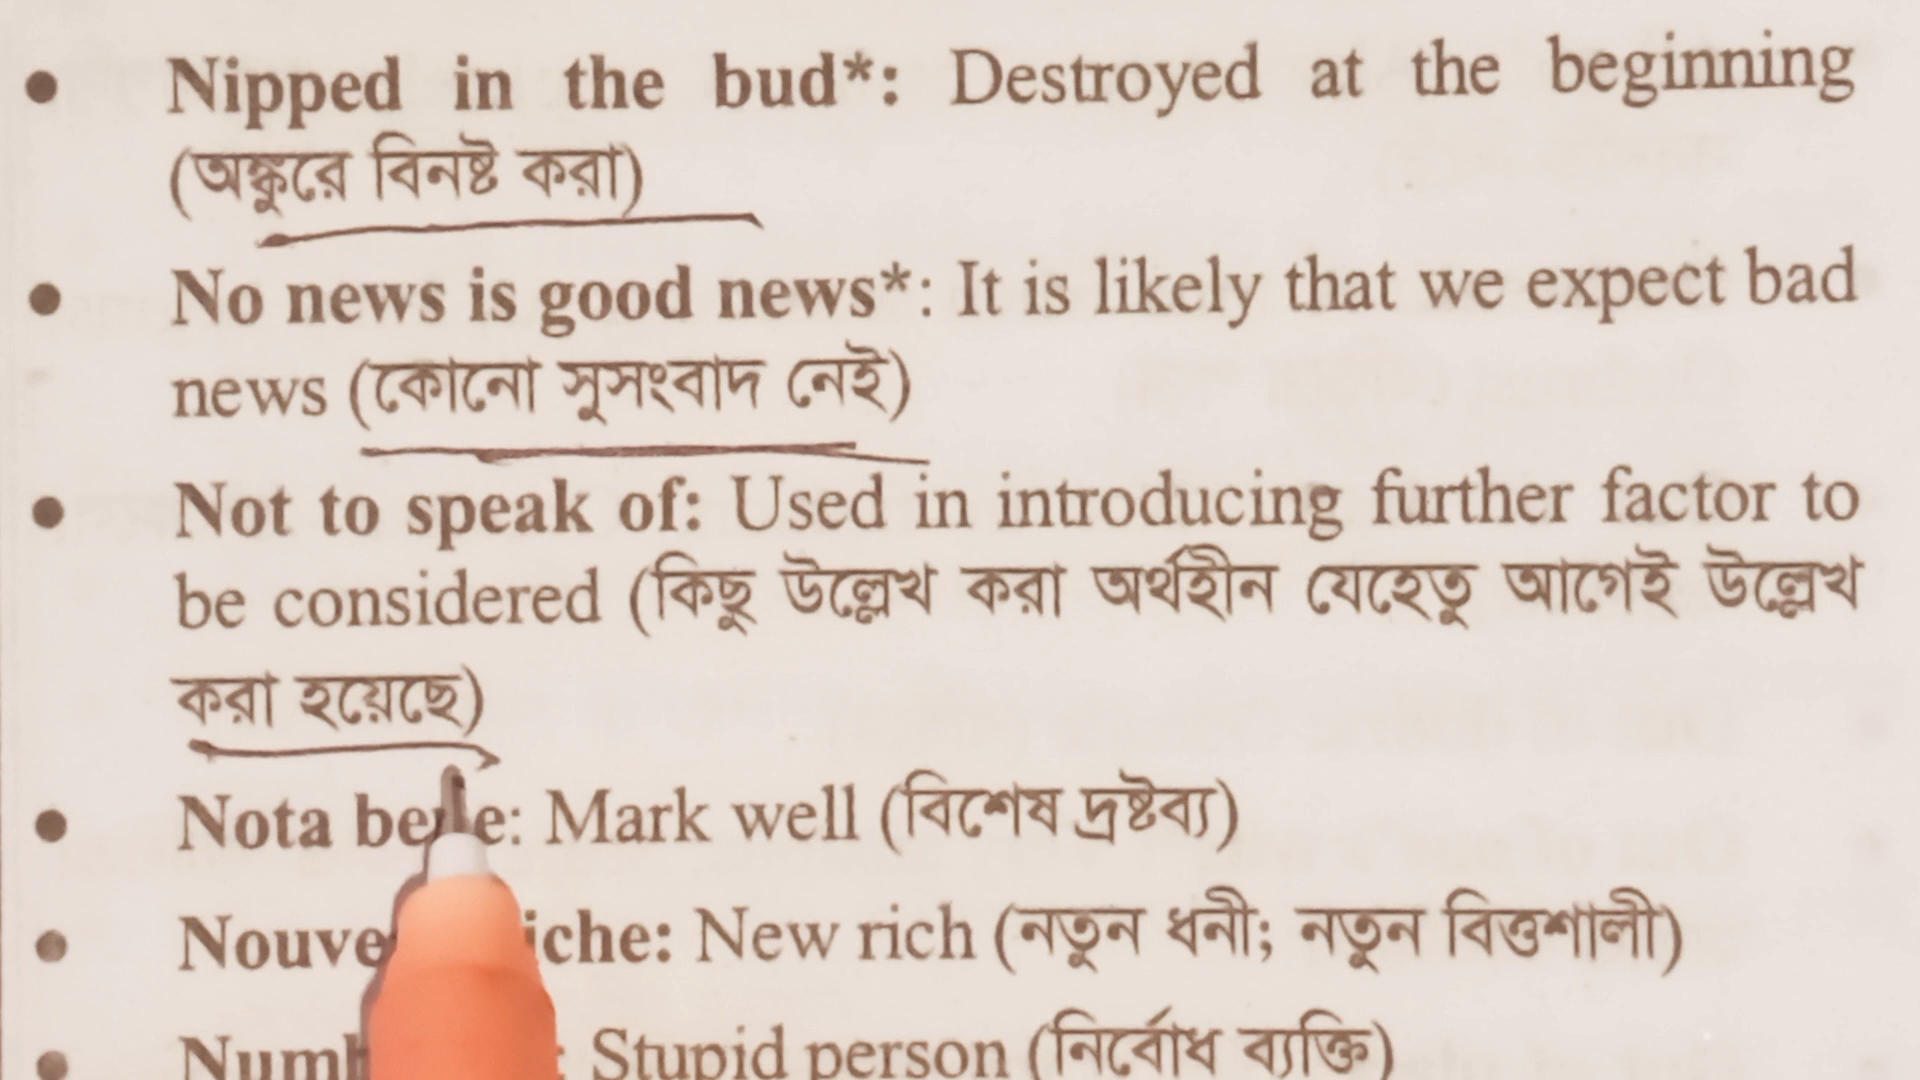 • Nipped in the bud*: Destroyed at the beginning
(অঙ্কুরে বিনষ্ট করা)
• No news is good news*: It is likely that we expect bad
news (কোনো সুসংবাদ নেই)
• Not to speak of: Used in introducing further factor to
be considered (কিছু উল্লেখ করা অর্থহীন যেহেতু আগেই উল্লেখ
করা হয়েছে)
• Nota : Mark well (বিশেষ দ্রষ্টব্য)
• New rich (নতুন ধনী; নতুন বিত্তশালী)
• Stupid person (নির্বোধ ব্যক্তি)